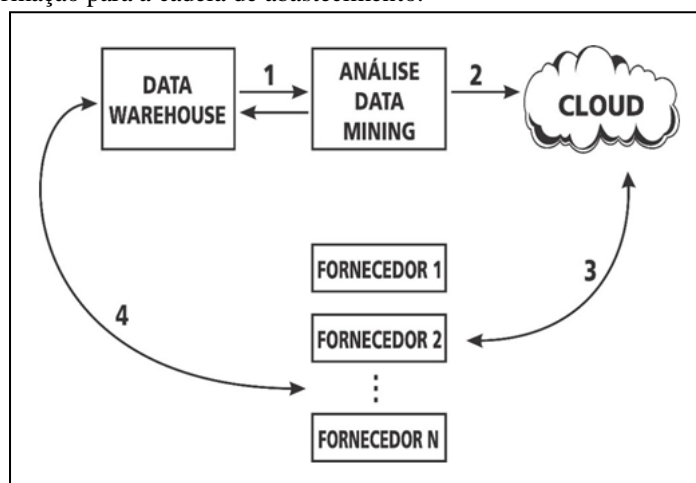 para a cadeia de abastecimento.
DATA
WAREHOUSE
1
ANÁLISE
DATA
MINING
2
CLOUD
FORNECEDOR 1
3
4
FORNECEDOR 2
FORNECEDOR N